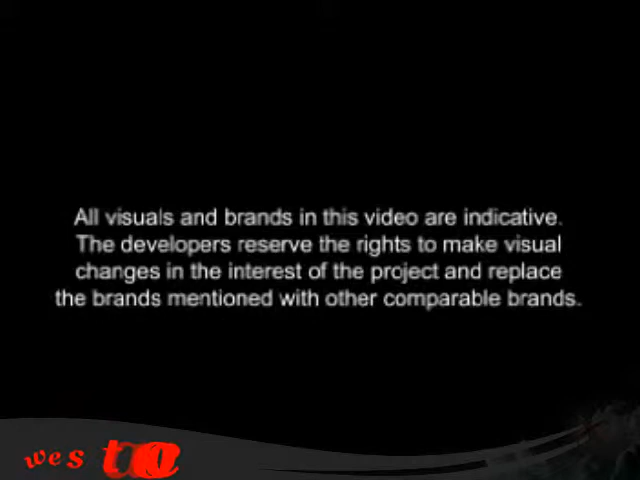 All visuals and brands in this video are indicative.
The developers reserve the rights to make visual
changes in the interest of the project and replace
the brands mentioned with other comparable brands.